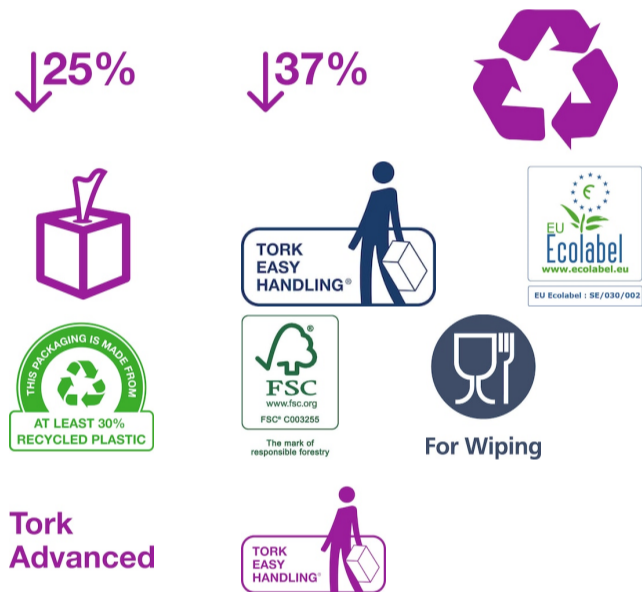 25%
37%
TORK
EASY
HANDLING®
EU
Ecolabel
www.ecolabel.eu
EU Ecolabel : SE/030/002
THIS PACKAGING IS MADE FROM
AT LEAST 30%
RECYCLED PLASTIC
®
FSC
www.fsc.org
FSC® C003255
The mark of
responsible forestry
For Wiping
Tork
Advanced
TORK
EASY
HANDLING®